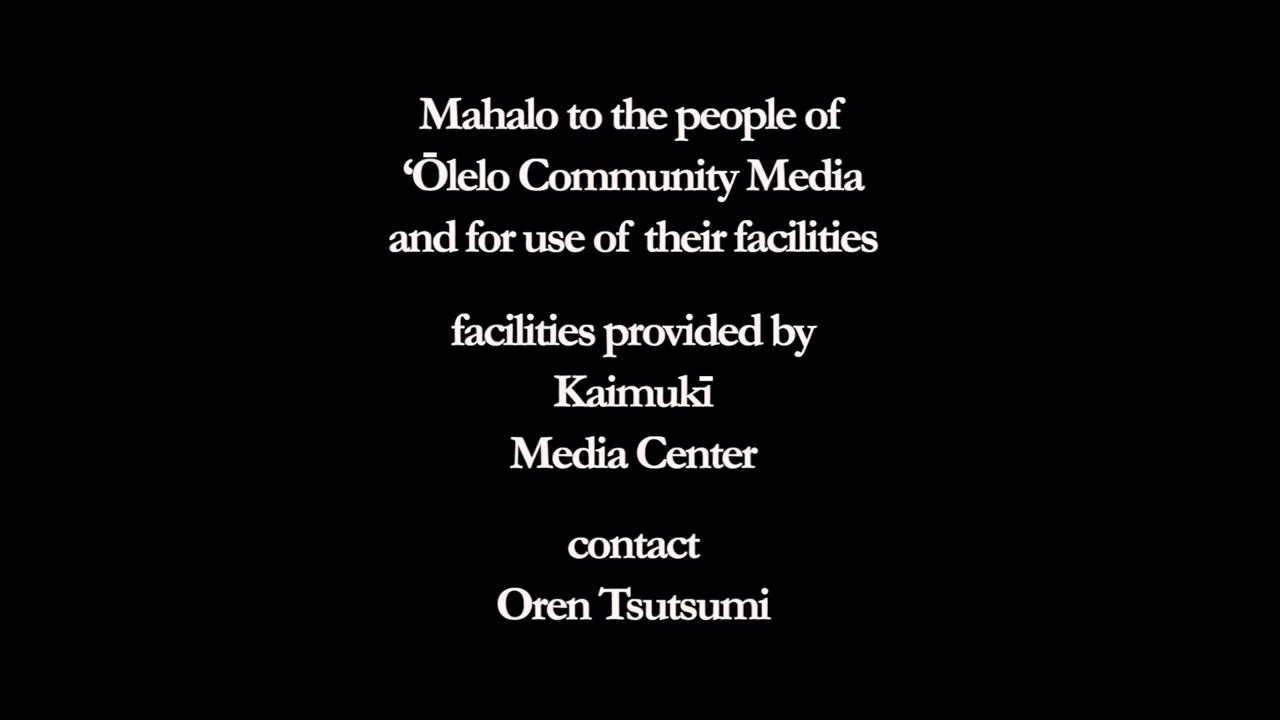 Mahalo to the people of
‘Ōlelo Community Media
and for use of their facilities
facilities provided by
Kaimukī
Media Center
contact
Oren Tsutsumi